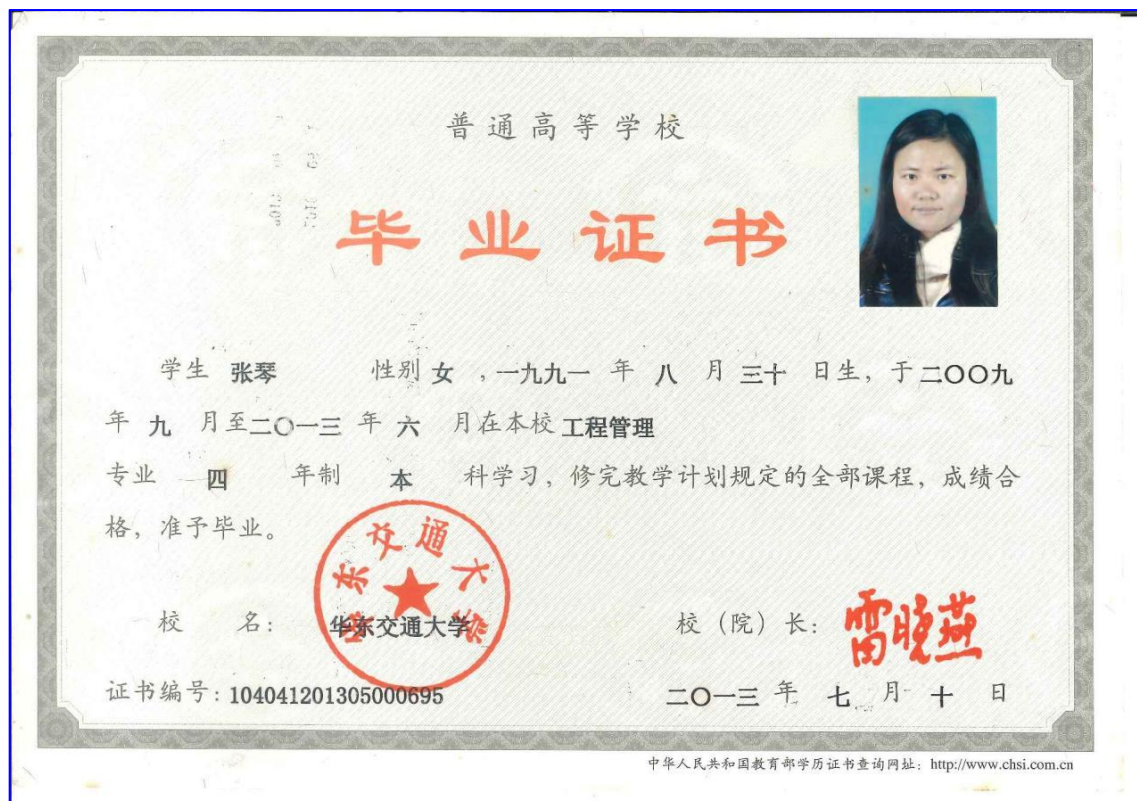 普通高等学校
毕业证书
学生 张琴 性别 女 ，一九九一 年 八 月 三十 日生，于二〇〇九
年 九 月至二〇一三 年 六 月在本校 工程管理
专业 四 年制 本 科学习，修完教学计划规定的全部课程，成绩合
格，准予毕业。
华东交通大学
校 名： 华东交通大学 校（院）长： 雷晓燕
证书编号：104041201305000695 二〇一三 年 七 月 十 日
中华人民共和国教育部学历证书查询网址：http://www.chsi.com.cn